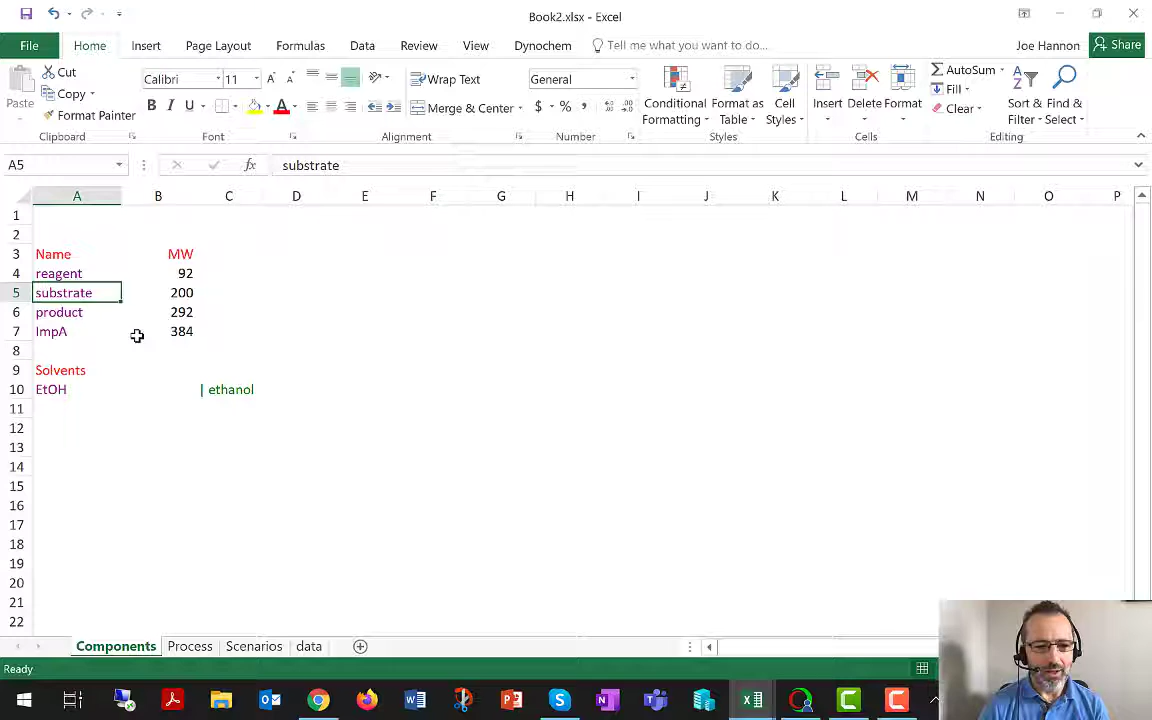 Book2.xlsx - Excel
File Home Insert Page Layout Formulas Data Review View Dynochem Tell me what you want to do... Joe Hannon Share
Paste Cut Copy Format Painter Clipboard
Calibri 11 B I U Font
Wrap Text Merge & Center Alignment
General $ % Number
Conditional Formatting Format as Table Cell Styles Styles
Insert Delete Format Cells
AutoSum Fill Clear Sort & Filter Find & Select Editing
A5 fx substrate
A B C D E F G H I J K L M N O P
1
2
3 Name MW
4 reagent 92
5 substrate 200
6 product 292
7 ImpA 384
8
9 Solvents
10 EtOH | ethanol
11
12
13
14
15
16
17
18
19
20
21
22
Components Process Scenarios data
Ready